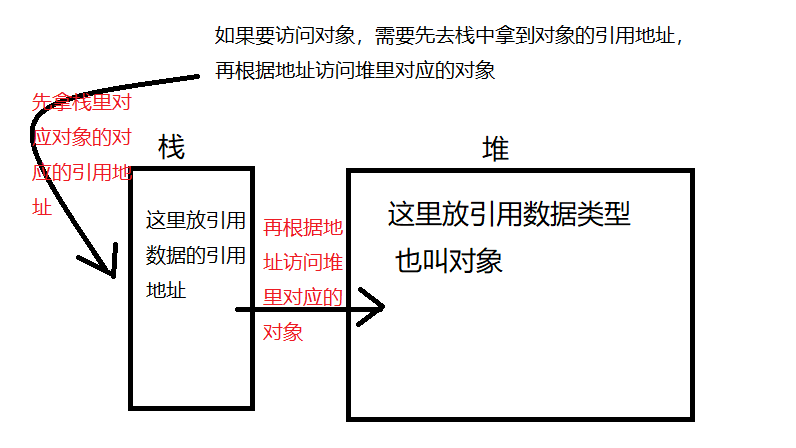 如果要访问对象，需要先去栈中拿到对象的引用地址，
再根据地址访问堆里对应的对象
先拿栈里对
应对象的对
应的引用地
址
栈
堆
这里放引用
数据的引用
地址
再根据地
址访问堆
里对应的
对象
这里放引用数据类型
也叫对象